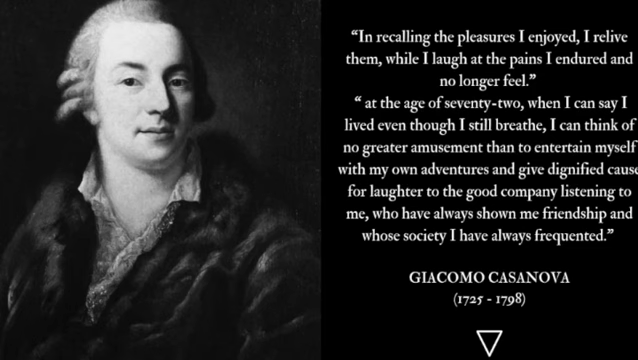 “In recalling the pleasures I enjoyed, I relive
them, while I laugh at the pains I endured and
no longer feel.”
“ at the age of seventy-two, when I can say I
lived even though I still breathe, I can think of
no greater amusement than to entertain myself
with my own adventures and give dignified cause
for laughter to the good company listening to
me, who have always shown me friendship and
whose society I have always frequented.”
GIACOMO CASANOVA
(1725 - 1798)